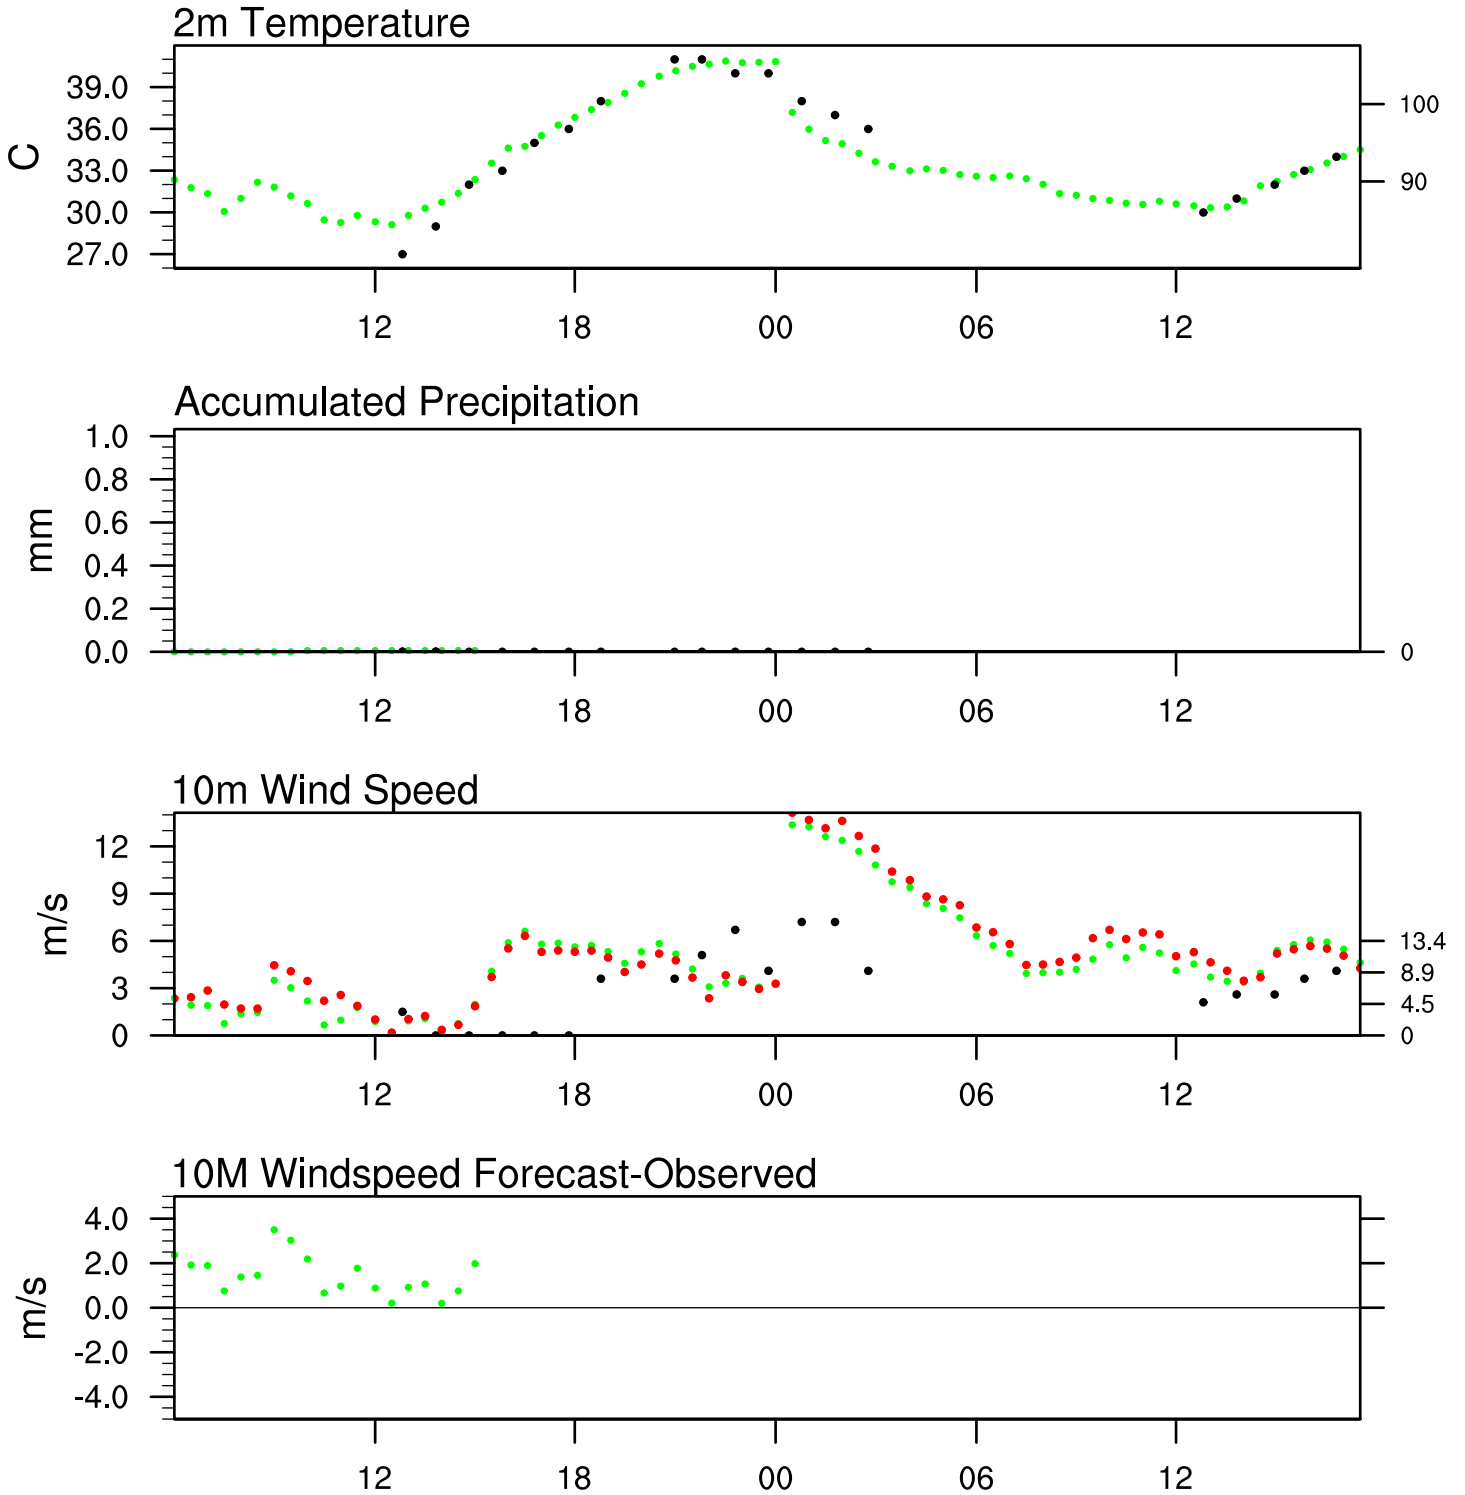 2m Temperature
C
39.0
36.0
33.0
30.0
27.0
100
90
12 18 00 06 12
Accumulated Precipitation
mm
1.0
0.8
0.6
0.4
0.2
0.0
0
12 18 00 06 12
10m Wind Speed
m/s
12
9
6
3
0
13.4
8.9
4.5
0
12 18 00 06 12
10M Windspeed Forecast-Observed
m/s
4.0
2.0
0.0
-2.0
-4.0
12 18 00 06 12